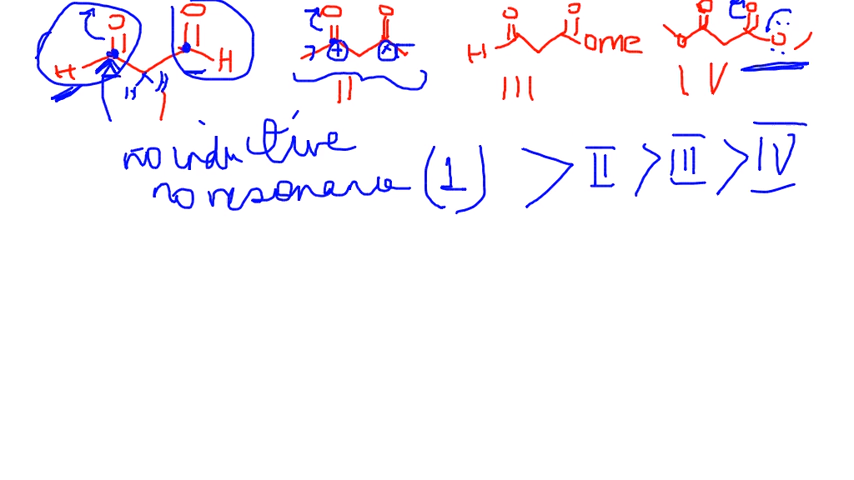 O O O O O O O O
H H H OMe O O
H H
I II III IV
no inductive
no resonance (1) > II > III > IV